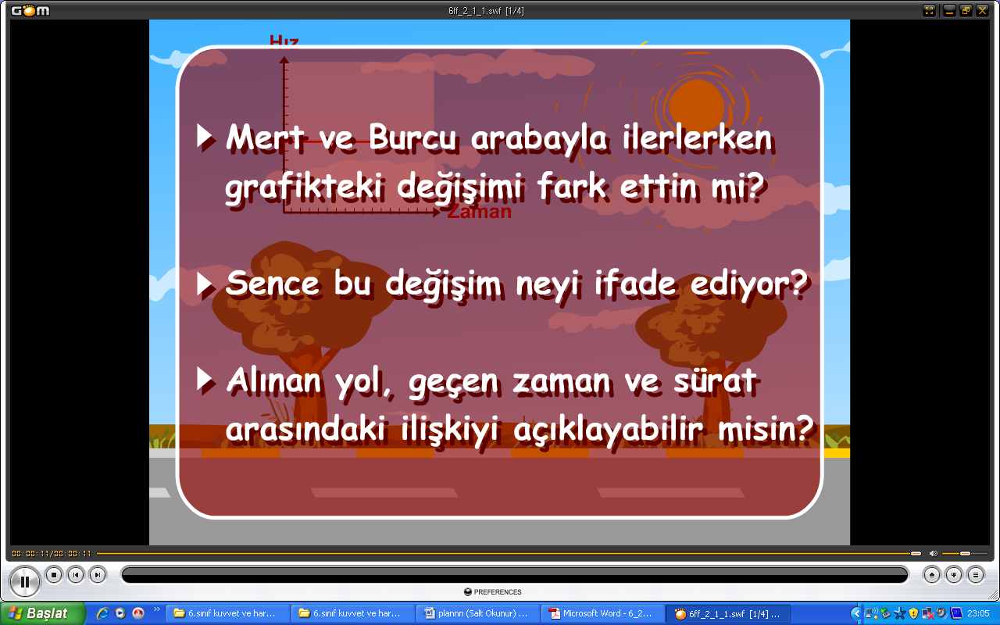 GOM
6ff_2_1_1.swf [1/4]
Hız
Mert ve Burcu arabayla ilerlerken
grafikteki değişimi fark ettin mi?
Zaman
Sence bu değişim neyi ifade ediyor?
Alınan yol, geçen zaman ve sürat
arasındaki ilişkiyi açıklayabilir misin?
00:00:11/00:00:11
PREFERENCES
Başlat
6.sınıf kuvvet ve har...
6.sınıf kuvvet ve har...
plannn (Salt Okunur) ...
Microsoft Word - 6_2...
6ff_2_1_1.swf [1/4] ...
23:05